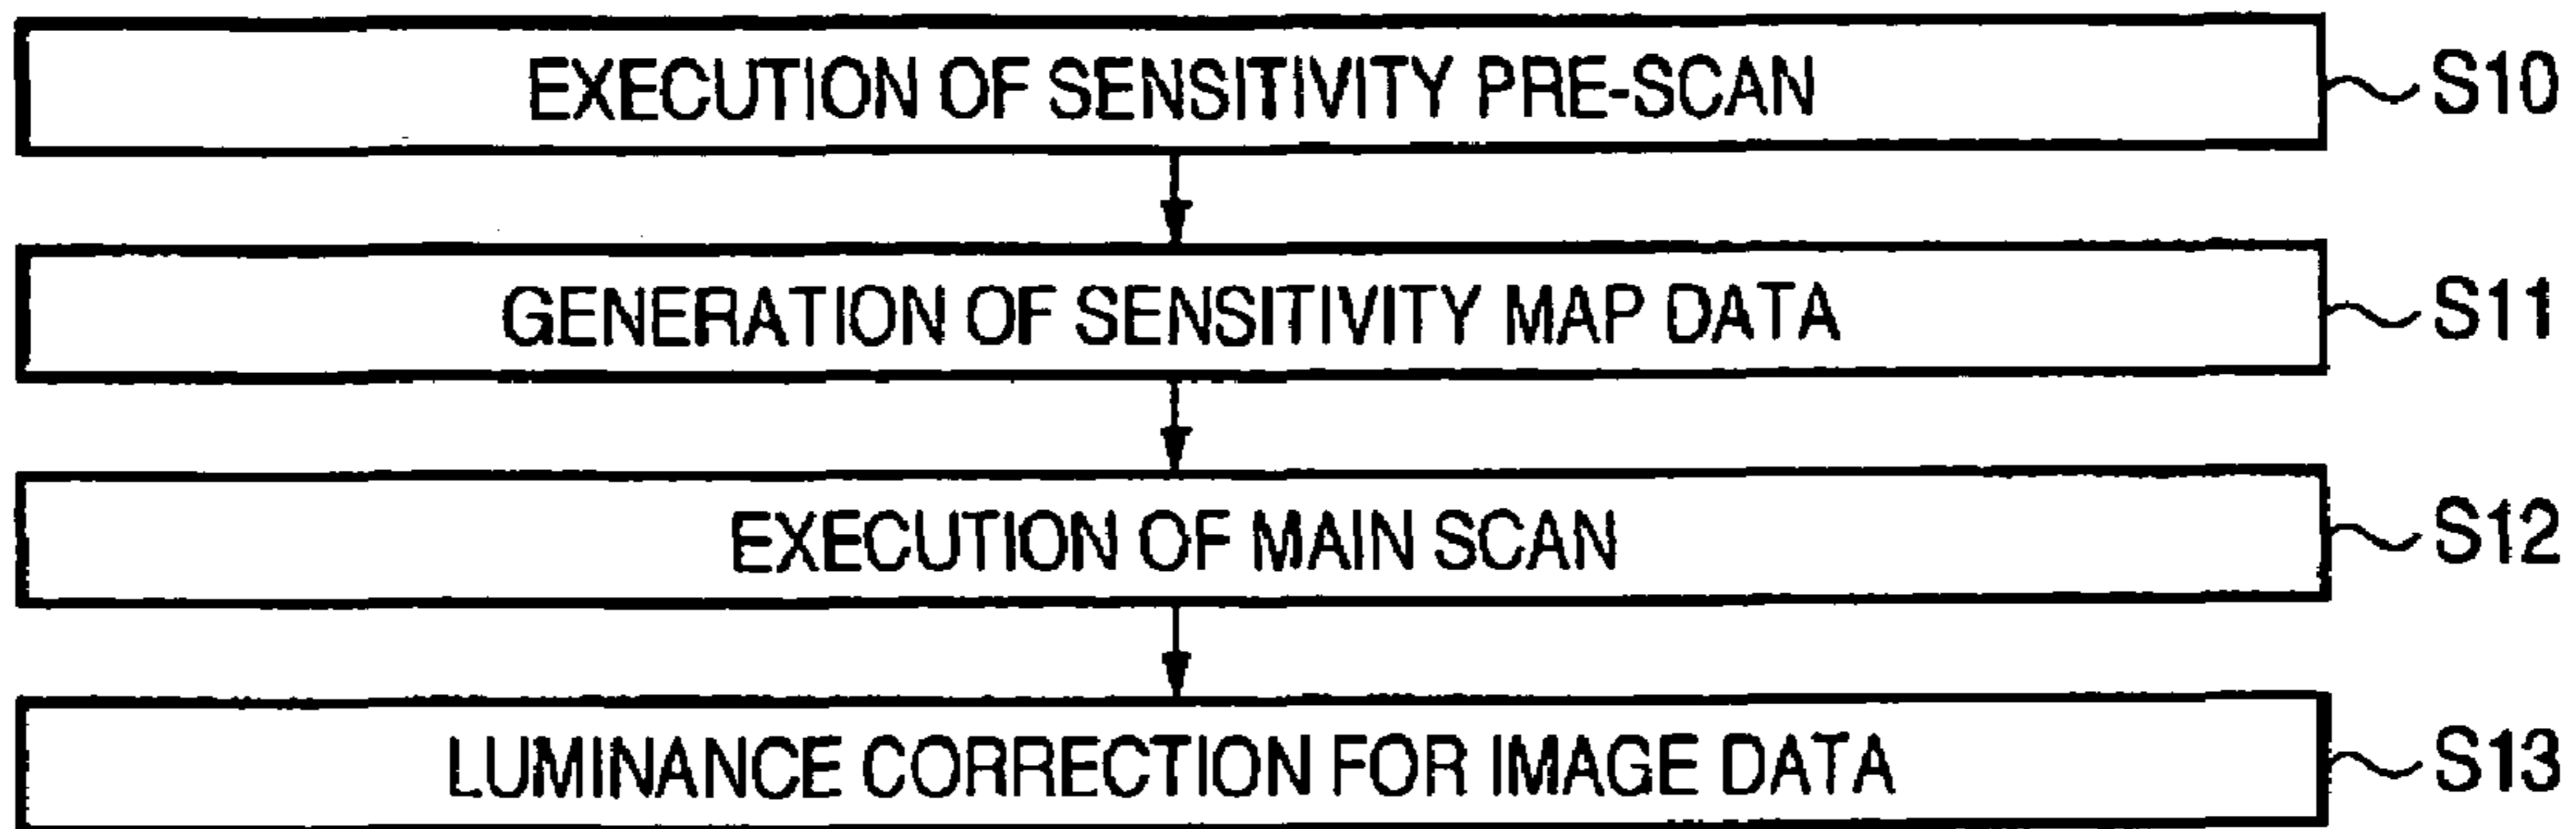 EXECUTION OF SENSITIVITY PRE-SCAN S10
GENERATION OF SENSITIVITY MAP DATA S11
EXECUTION OF MAIN SCAN S12
LUMINANCE CORRECTION FOR IMAGE DATA S13